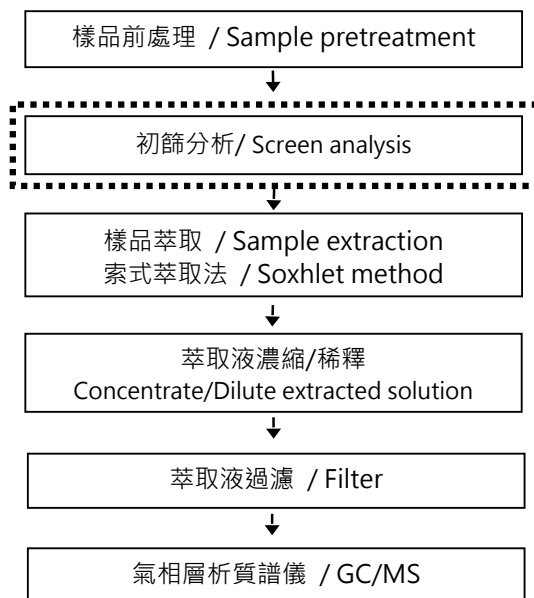 樣品前處理 / Sample pretreatment
初篩分析/ Screen analysis
樣品萃取 / Sample extraction
索式萃取法 / Soxhlet method
萃取液濃縮/稀釋
Concentrate/Dilute extracted solution
萃取液過濾 / Filter
氣相層析質譜儀 / GC/MS